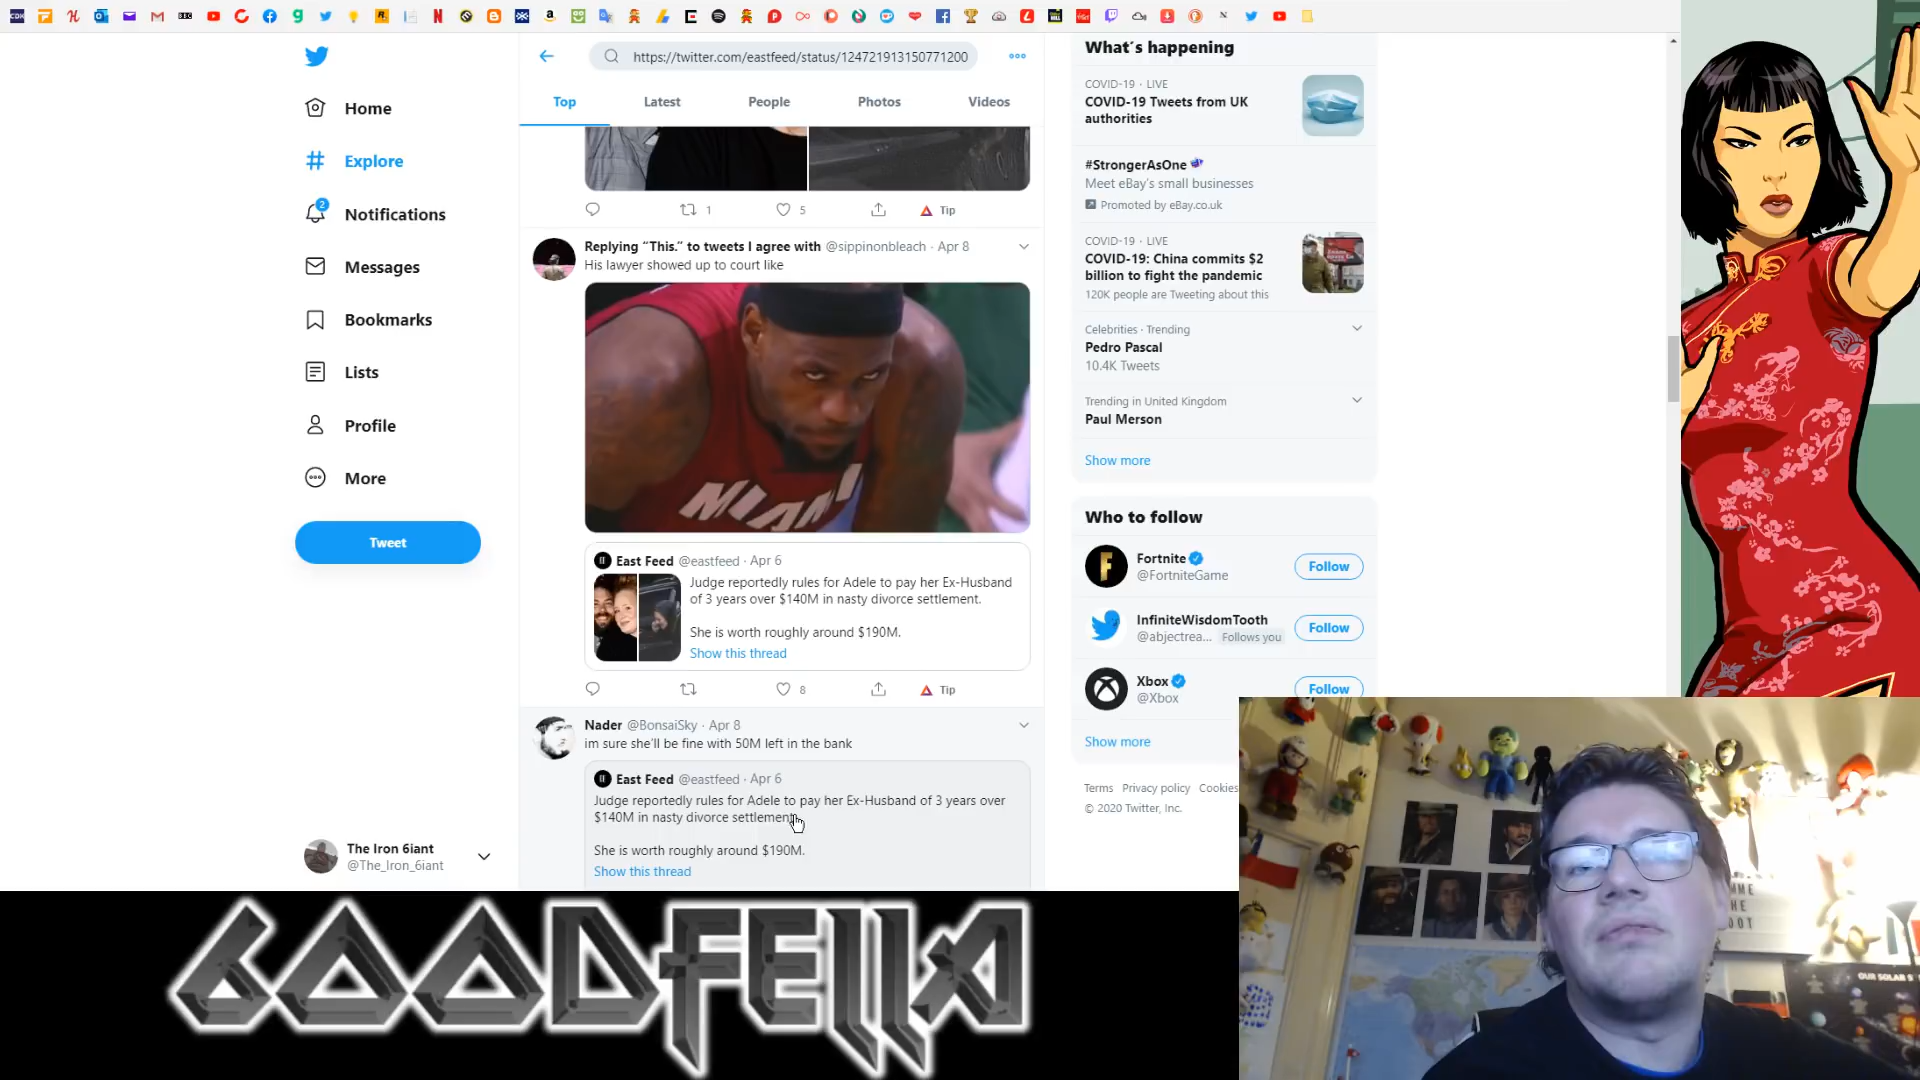 https://twitter.com/eastfeed/status/124721913150771200
Top
Latest
People
Photos
Videos
Home
Explore
2
Notifications
Messages
Bookmarks
Lists
Profile
More
Tweet
The Iron 6iant
@The_Iron_6iant
1
5
Tip
Replying “This.” to tweets I agree with @sippinonbleach · Apr 8
His lawyer showed up to court like
MIAMI
East Feed @eastfeed · Apr 6
Judge reportedly rules for Adele to pay her Ex-Husband
of 3 years over $140M in nasty divorce settlement.
She is worth roughly around $190M.
Show this thread
8
Tip
Nader @BonsaiSky · Apr 8
im sure she'll be fine with 50M left in the bank
East Feed @eastfeed · Apr 6
Judge reportedly rules for Adele to pay her Ex-Husband of 3 years over
$140M in nasty divorce settlement.
She is worth roughly around $190M.
Show this thread
What's happening
COVID-19 · LIVE
COVID-19 Tweets from UK
authorities
#StrongerAsOne
Meet eBay's small businesses
Promoted by eBay.co.uk
COVID-19 · LIVE
COVID-19: China commits $2
billion to fight the pandemic
120K people are Tweeting about this
Celebrities · Trending
Pedro Pascal
10.4K Tweets
Trending in United Kingdom
Paul Merson
Show more
Who to follow
Fortnite
@FortniteGame
Follow
InfiniteWisdomTooth
@abjectrea... Follows you
Follow
Xbox
@Xbox
Follow
Show more
Terms Privacy policy Cookies
© 2020 Twitter, Inc.
GOODFELLA
OUR SOLAR S